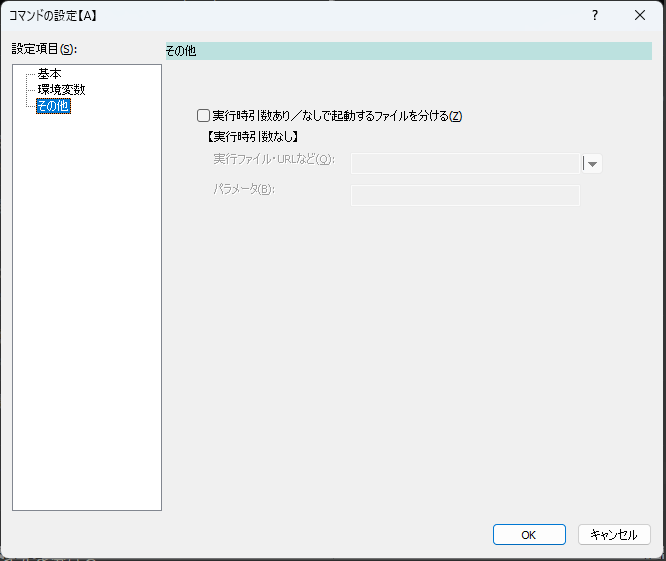 コマンドの設定【A】
?
設定項目(S):
基本
環境変数
その他
その他
実行時引数あり／なしで起動するファイルを分ける(Z)
【実行時引数なし】
実行ファイル・URLなど(Q):
パラメータ(B):
OK
キャンセル